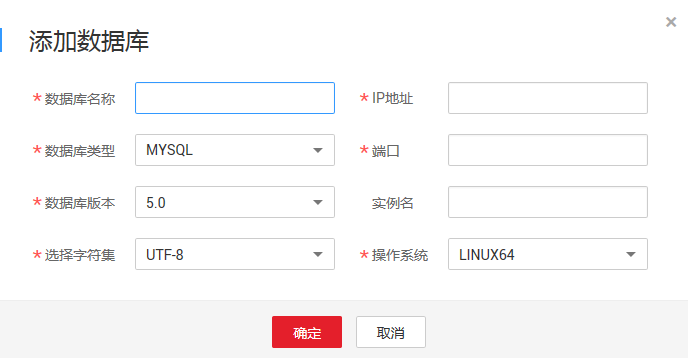 添加数据库
×
* 数据库名称
* IP地址
* 数据库类型 MYSQL
* 端口
* 数据库版本 5.0
实例名
* 选择字符集 UTF-8
* 操作系统 LINUX64
确定
取消